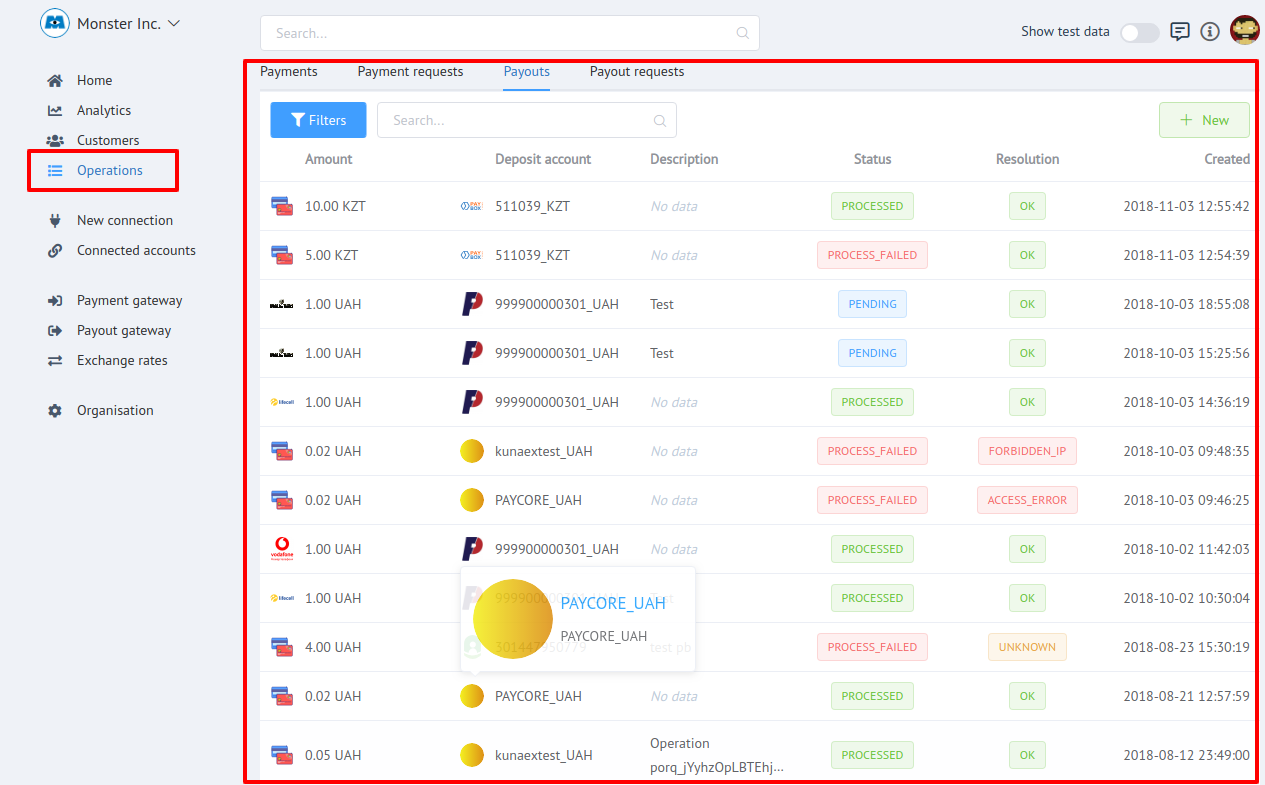 Monster Inc.
Search...
Show test data
Home
Analytics
Customers
Operations
New connection
Connected accounts
Payment gateway
Payout gateway
Exchange rates
Organisation
Payments Payment requests Payouts Payout requests
Filters Search... New
Amount Deposit account Description Status Resolution Created
10.00 KZT PAY BOX 511039_KZT No data PROCESSED OK 2018-11-03 12:55:42
5.00 KZT PAY BOX 511039_KZT No data PROCESS_FAILED OK 2018-11-03 12:54:39
1.00 UAH 999900000301_UAH Test PENDING OK 2018-10-03 18:55:08
1.00 UAH 999900000301_UAH Test PENDING OK 2018-10-03 15:25:56
lifecell 1.00 UAH 999900000301_UAH No data PROCESSED OK 2018-10-03 14:36:19
0.02 UAH kunaextest_UAH No data PROCESS_FAILED FORBIDDEN_IP 2018-10-03 09:48:35
0.02 UAH PAYCORE_UAH No data PROCESS_FAILED ACCESS_ERROR 2018-10-03 09:46:25
vodafone 1.00 UAH 999900000301_UAH No data PROCESSED OK 2018-10-02 11:42:03
lifecell 1.00 UAH PROCESSED OK 2018-10-02 10:30:04
PAYCORE_UAH
PAYCORE_UAH
4.00 UAH test pb PROCESS_FAILED UNKNOWN 2018-08-23 15:30:19
0.02 UAH PAYCORE_UAH No data PROCESSED OK 2018-08-21 12:57:59
0.05 UAH kunaextest_UAH Operation porq_jYyhzOpLBTEhj... PROCESSED OK 2018-08-12 23:49:00